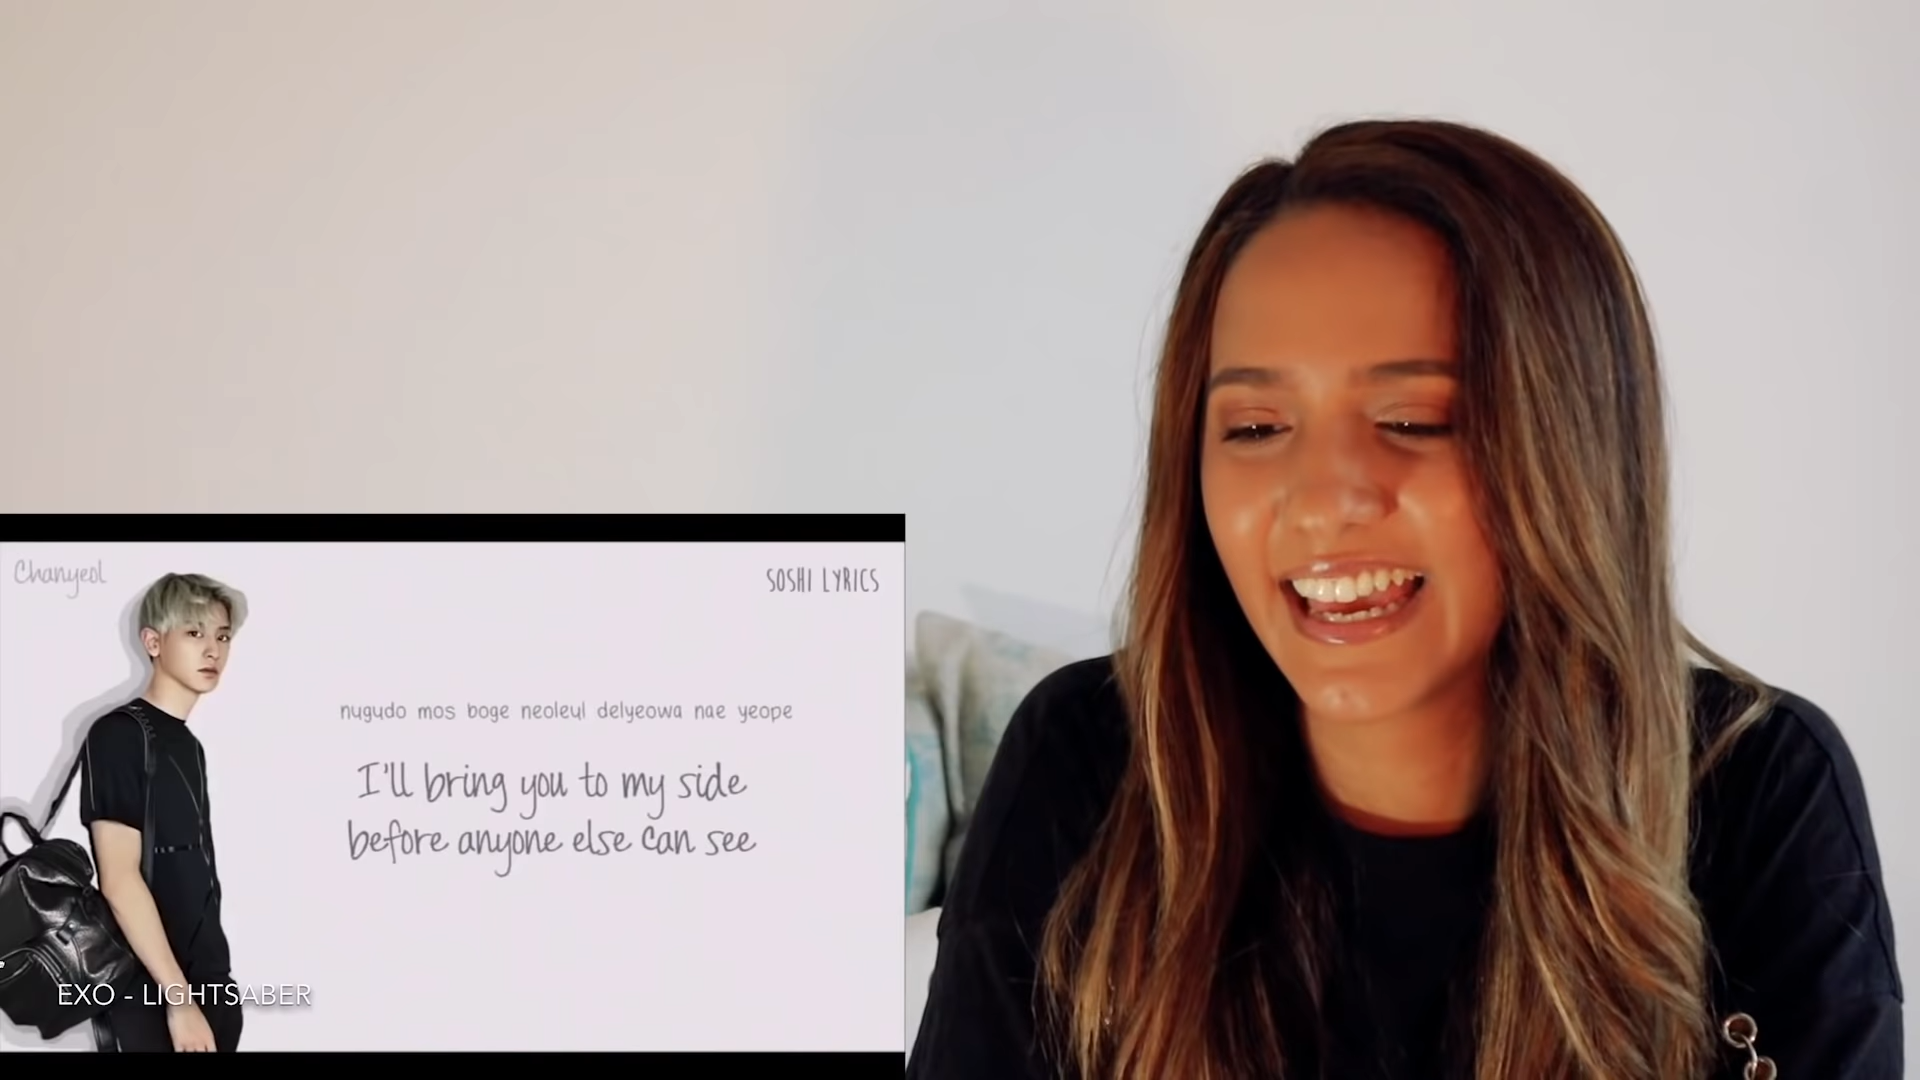 Chanyeol
SOSHI LYRICS
nugudo mos boge neoleul delyeowa nae yeope
I'll bring you to my side
before anyone else can see
EXO - LIGHTSABER